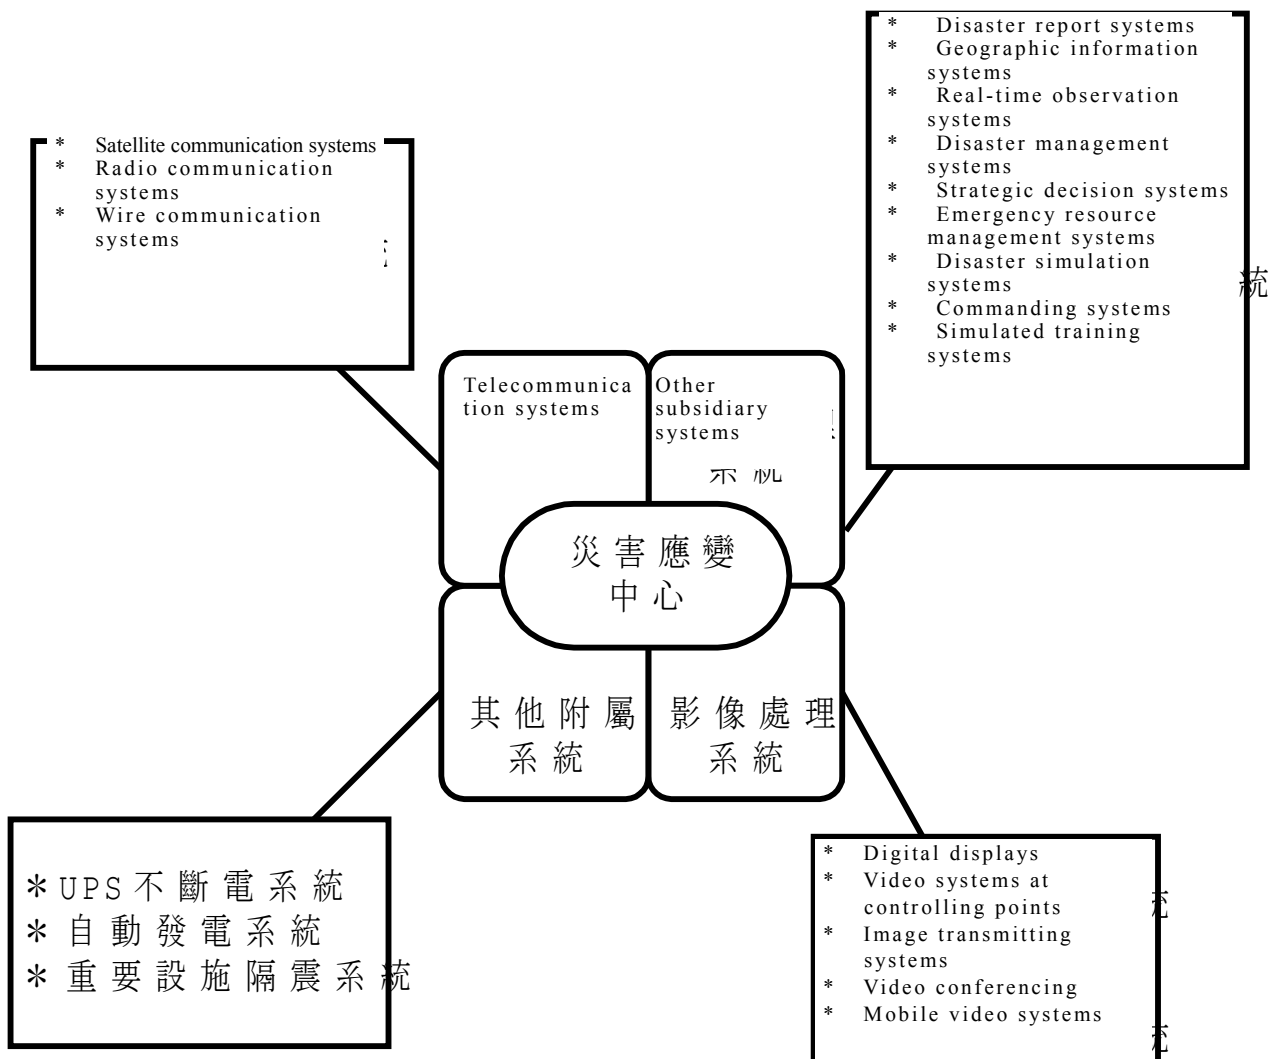 * Satellite communication systems
* Radio communication
systems
* Wire communication
systems
* Disaster report systems
* Geographic information
systems
* Real-time observation
systems
* Disaster management
systems
* Strategic decision systems
* Emergency resource
management systems
* Disaster simulation
systems
* Commanding systems
* Simulated training
systems
統
Telecommunica
tion systems
Other
subsidiary
systems
系統
災害應變
中心
其他附屬
系統
影像處理
系統
*UPS不斷電系統
*自動發電系統
*重要設施隔震系統
* Digital displays
* Video systems at
controlling points
* Image transmitting
systems
* Video conferencing
* Mobile video systems